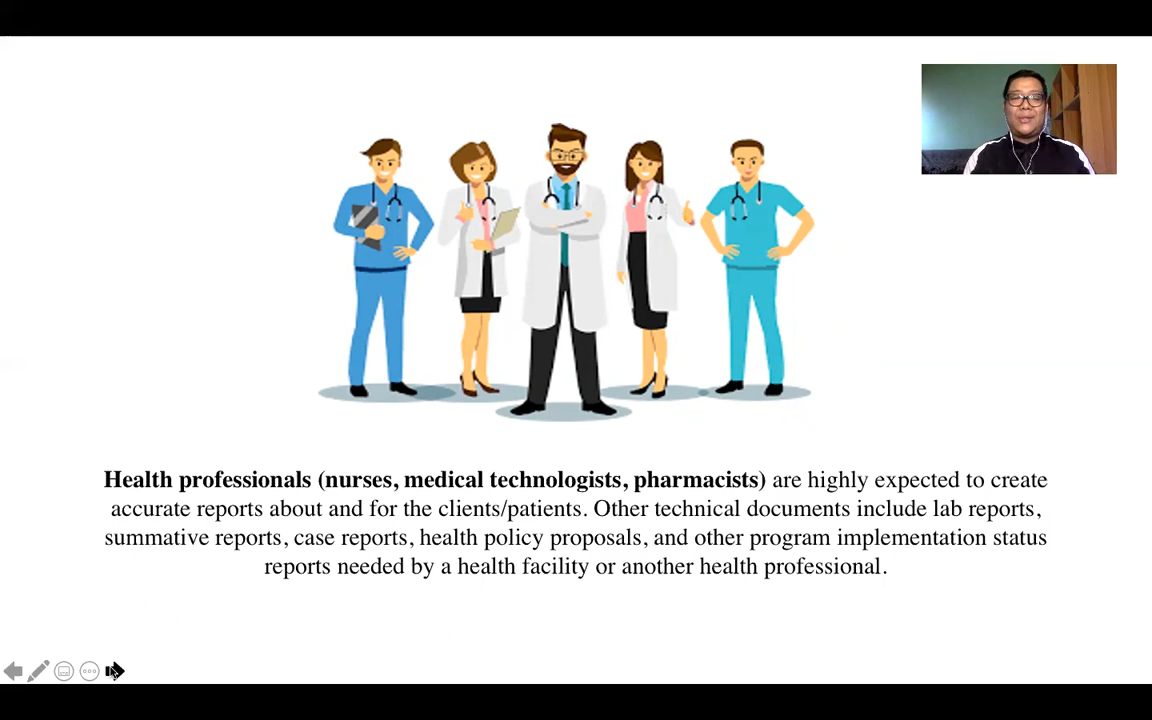 Health professionals (nurses, medical technologists, pharmacists) are highly expected to create
accurate reports about and for the clients/patients. Other technical documents include lab reports,
summative reports, case reports, health policy proposals, and other program implementation status
reports needed by a health facility or another health professional.